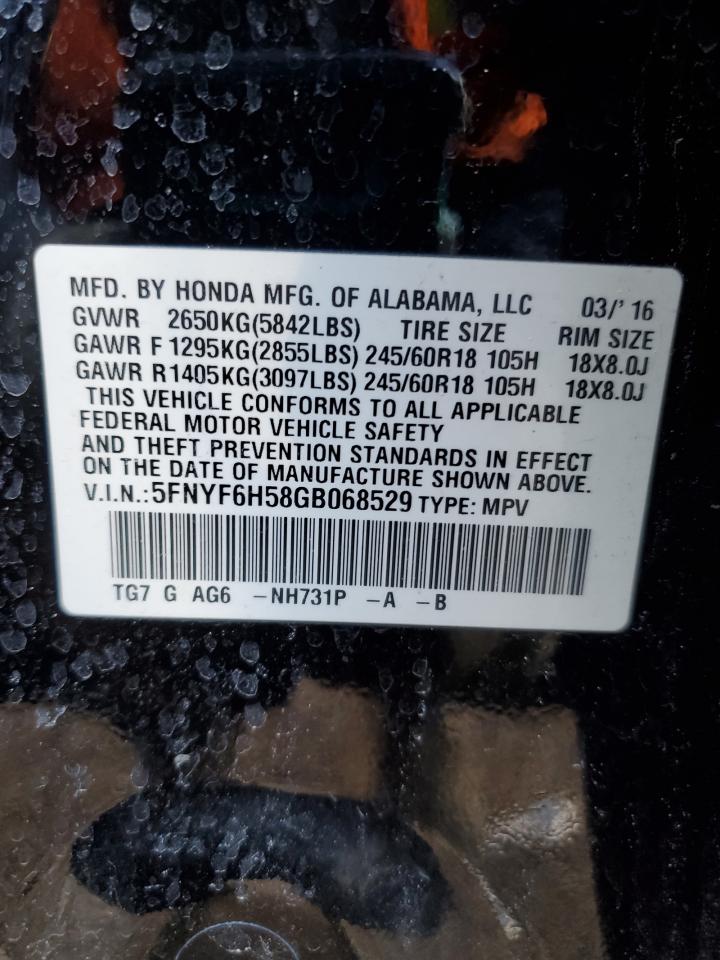 MFD. BY HONDA MFG. OF ALABAMA, LLC 03/'16
GVWR 2650KG(5842LBS) TIRE SIZE RIM SIZE
GAWR F 1295KG(2855LBS) 245/60R18 105H 18X8.0J
GAWR R1405KG(3097LBS) 245/60R18 105H 18X8.0J
THIS VEHICLE CONFORMS TO ALL APPLICABLE
FEDERAL MOTOR VEHICLE SAFETY
AND THEFT PREVENTION STANDARDS IN EFFECT
ON THE DATE OF MANUFACTURE SHOWN ABOVE.
V.I.N.:5FNYF6H58GB068529 TYPE: MPV
TG7 G AG6 -NH731P -A -B